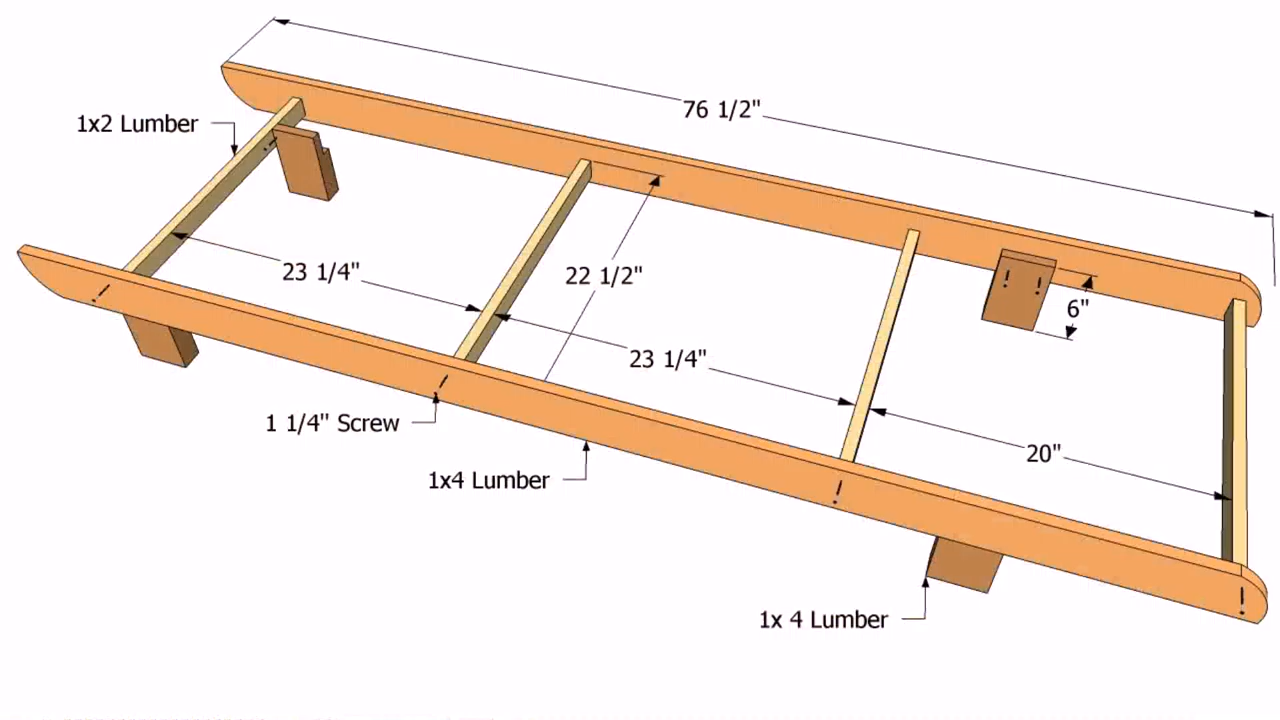 76 1/2"
1x2 Lumber
23 1/4"
22 1/2"
6"
23 1/4"
1 1/4" Screw
20"
1x4 Lumber
1x 4 Lumber